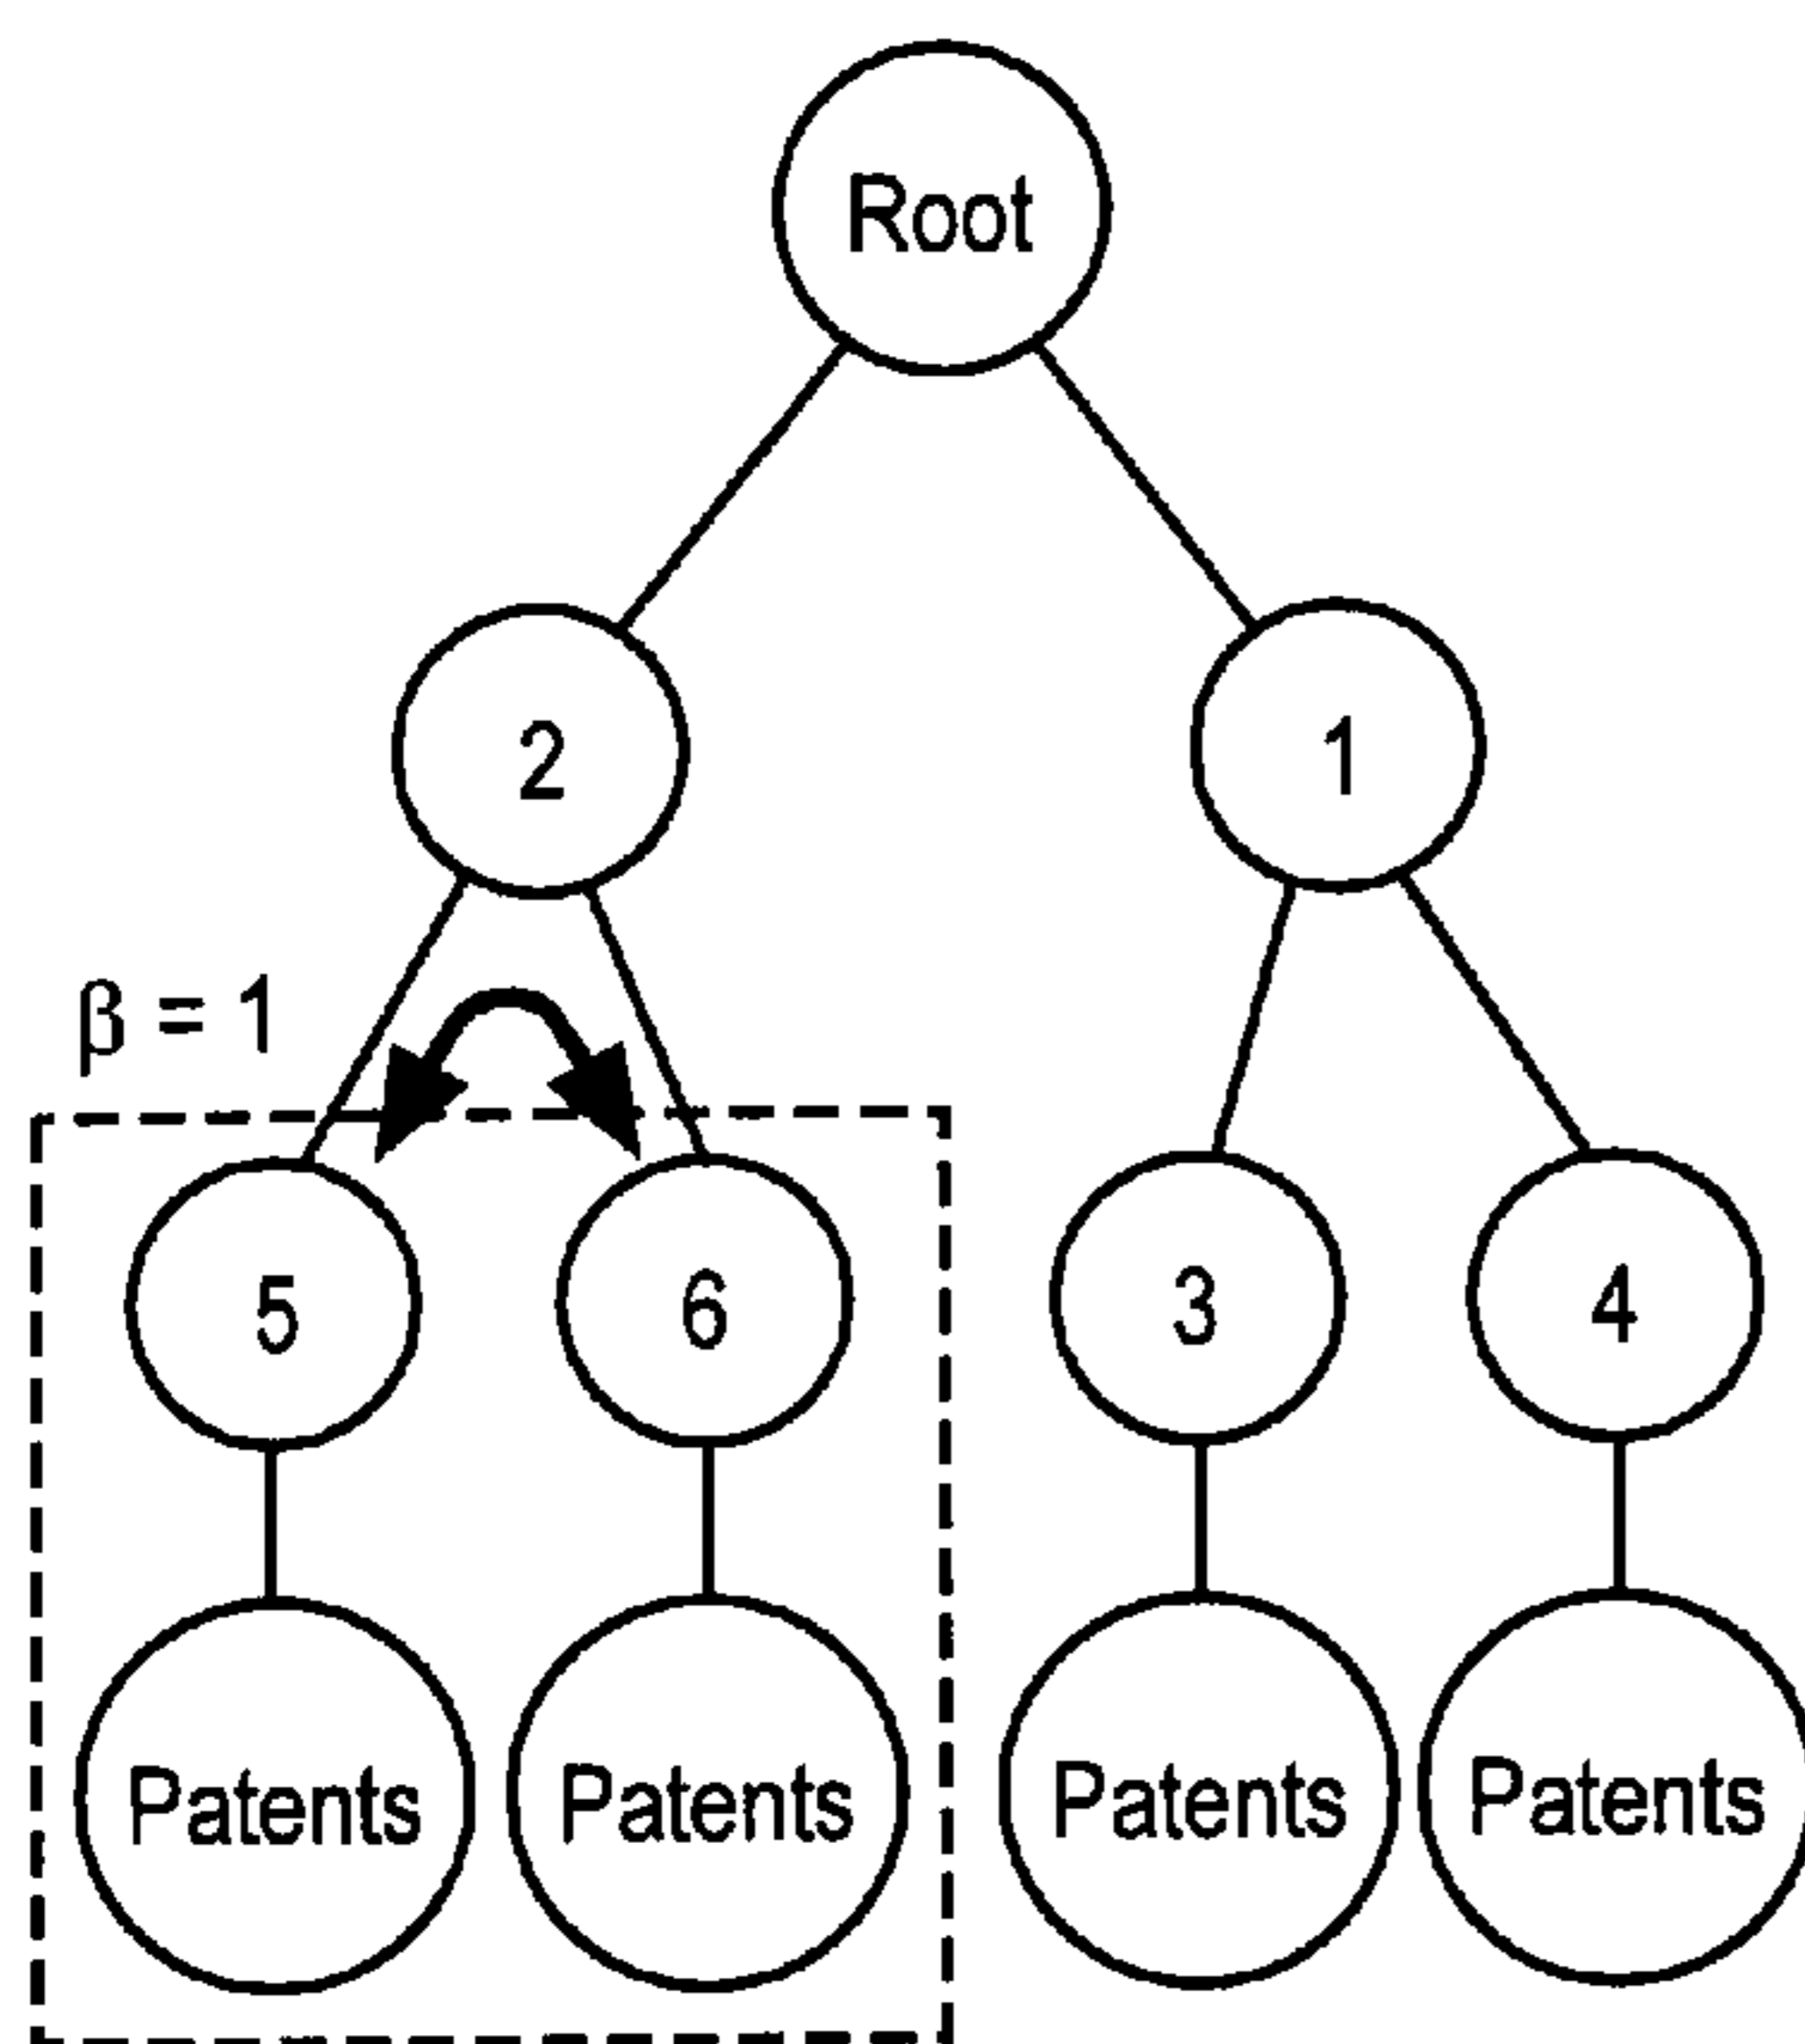 Root
2 1
β = 1
5 6 3 4
Patents Patents Patents Patents